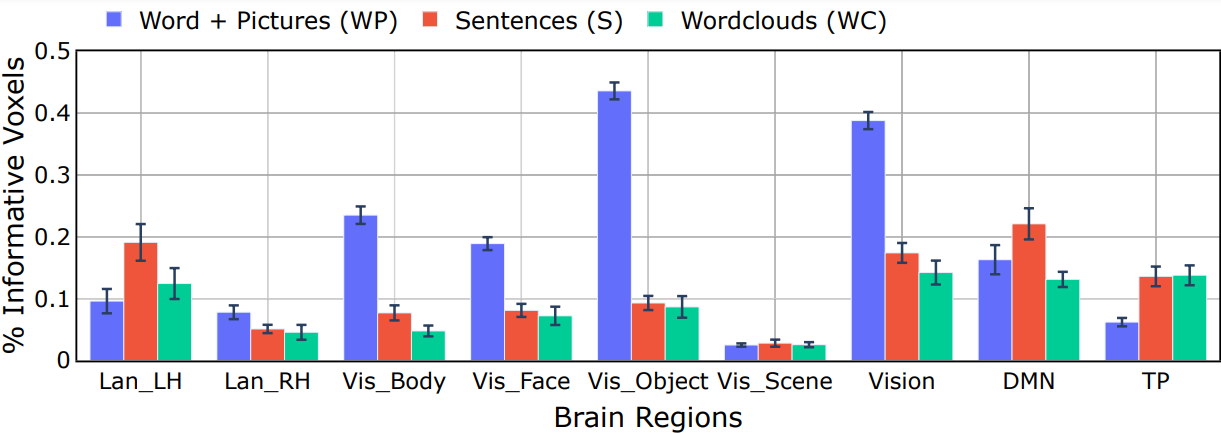 Word + Pictures (WP) Sentences (S) Wordclouds (WC)
% Informative Voxels
0.5
0.4
0.3
0.2
0.1
0
Lan_LH Lan_RH Vis_Body Vis_Face Vis_Object Vis_Scene Vision DMN TP
Brain Regions